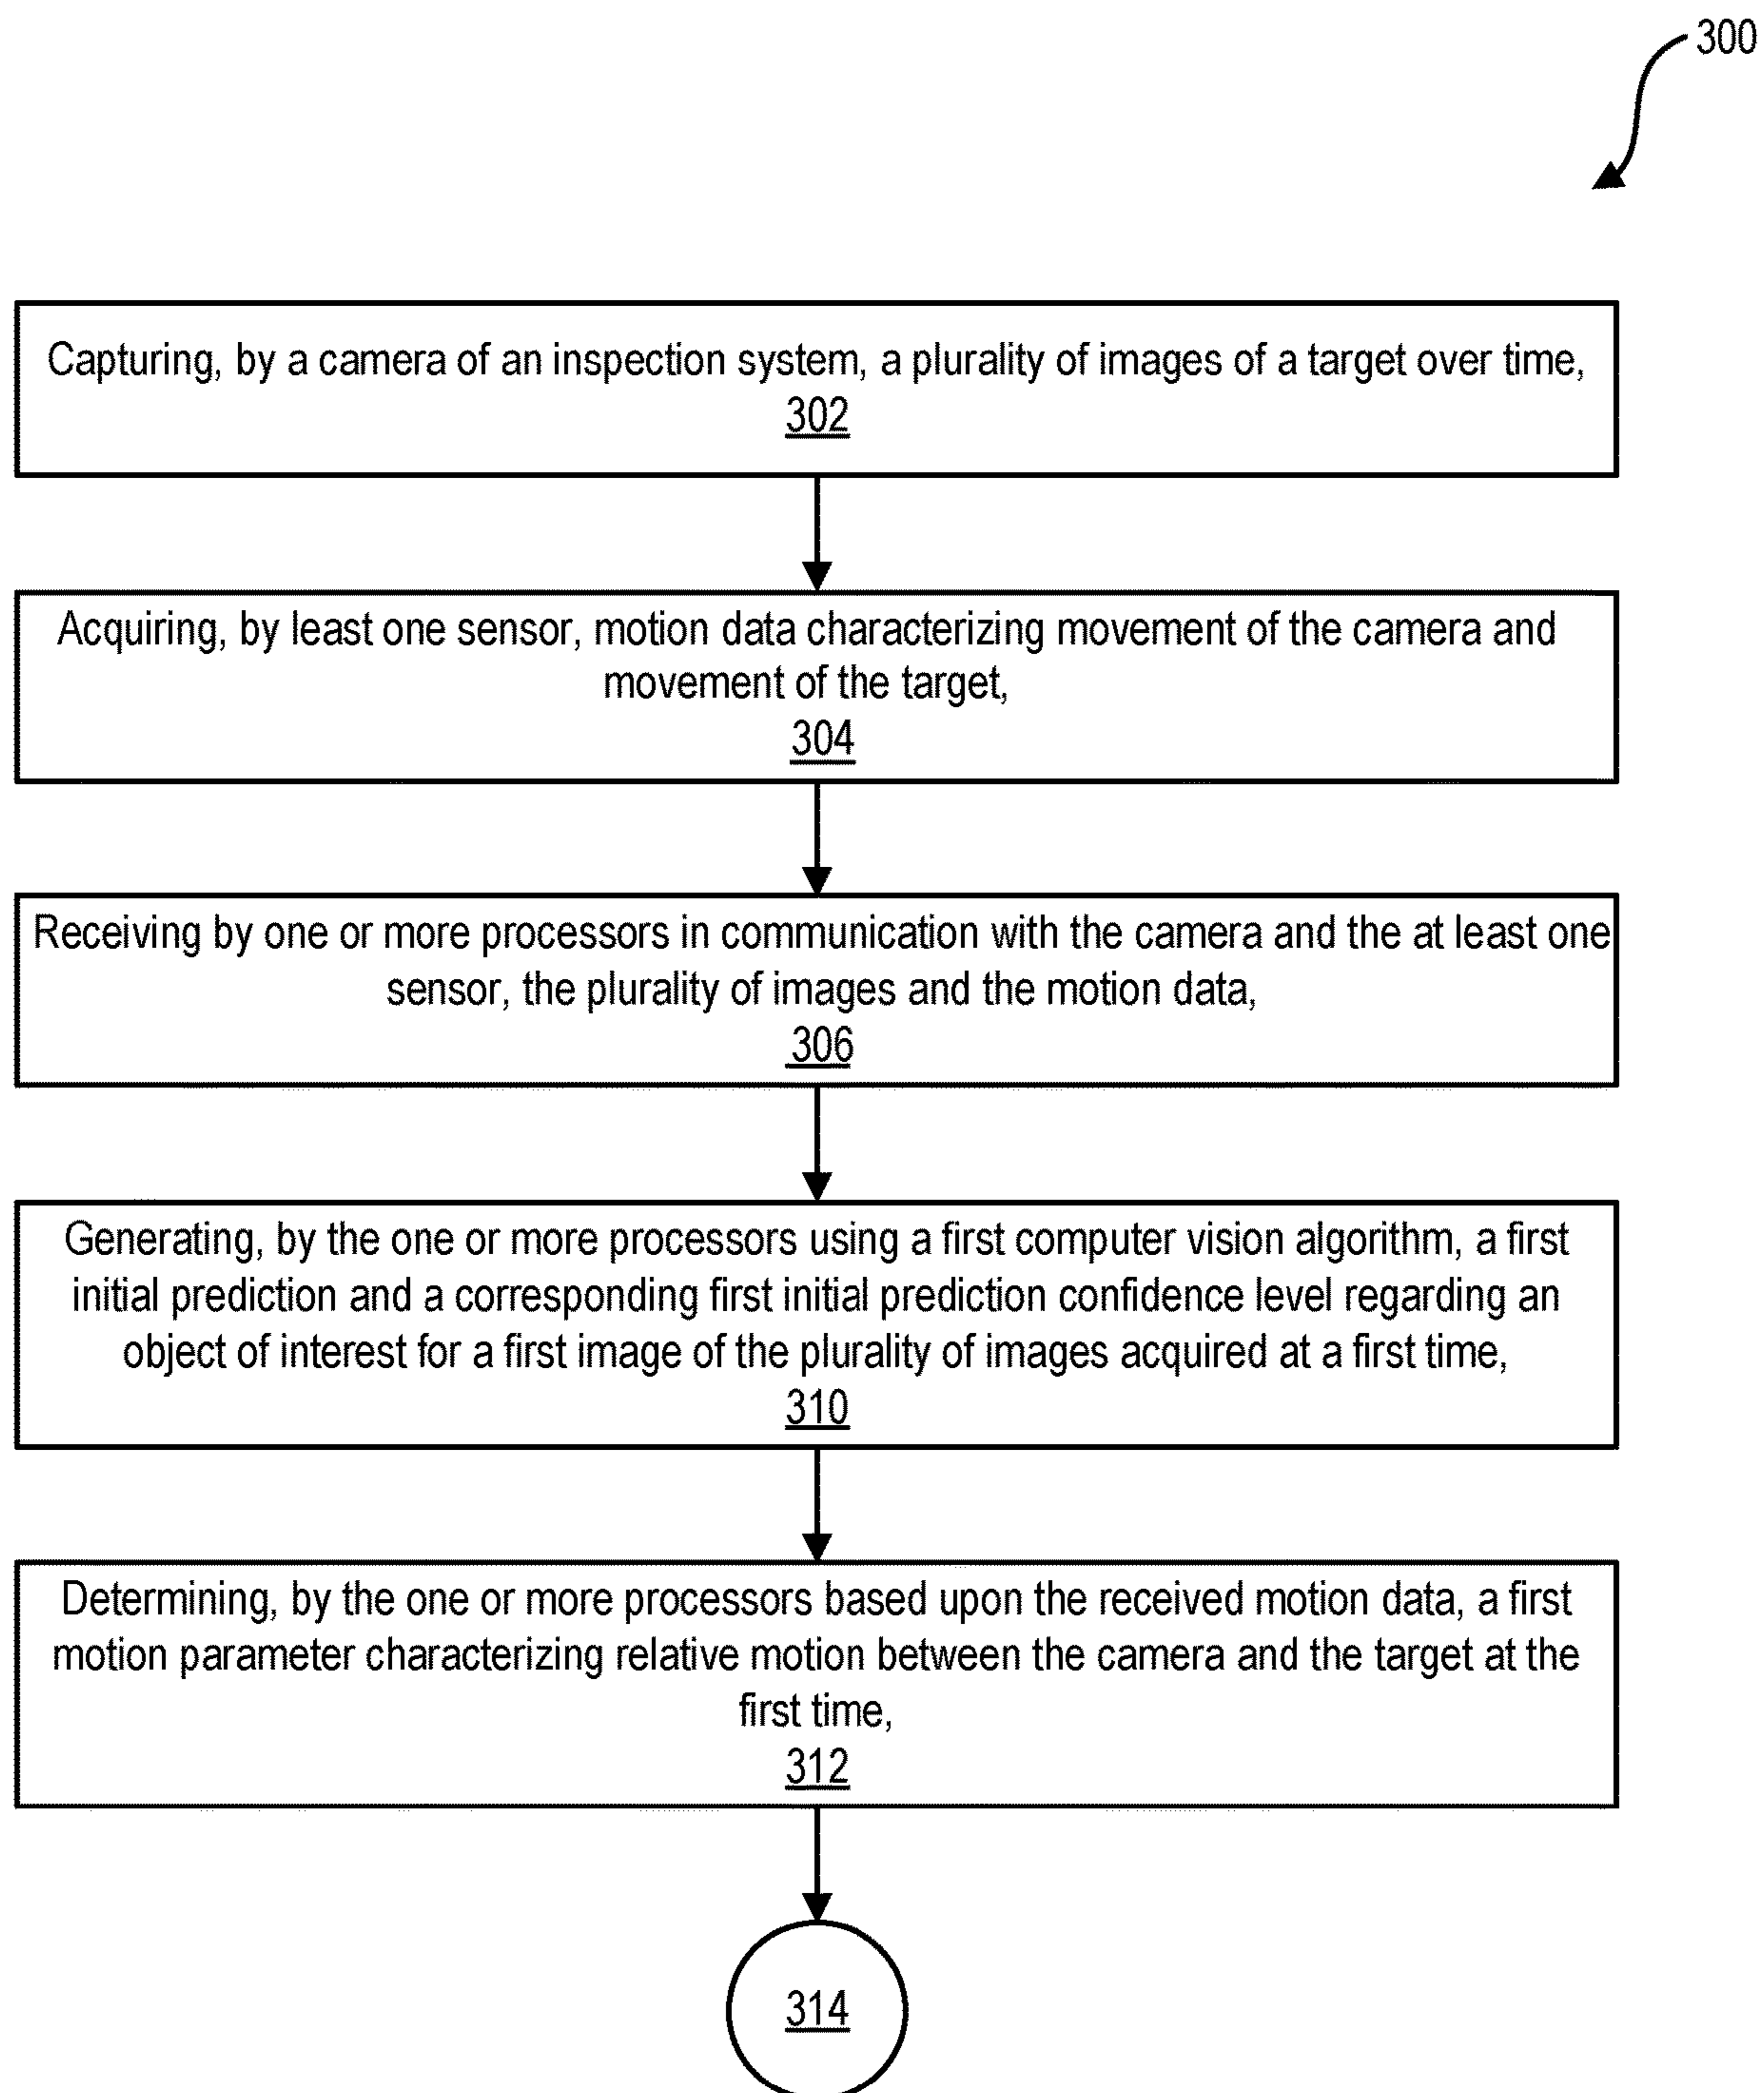 300
Capturing, by a camera of an inspection system, a plurality of images of a target over time,
302
Acquiring, by least one sensor, motion data characterizing movement of the camera and
movement of the target,
304
Receiving by one or more processors in communication with the camera and the at least one
sensor, the plurality of images and the motion data,
306
Generating, by the one or more processors using a first computer vision algorithm, a first
initial prediction and a corresponding first initial prediction confidence level regarding an
object of interest for a first image of the plurality of images acquired at a first time,
310
Determining, by the one or more processors based upon the received motion data, a first
motion parameter characterizing relative motion between the camera and the target at the
first time,
312
314